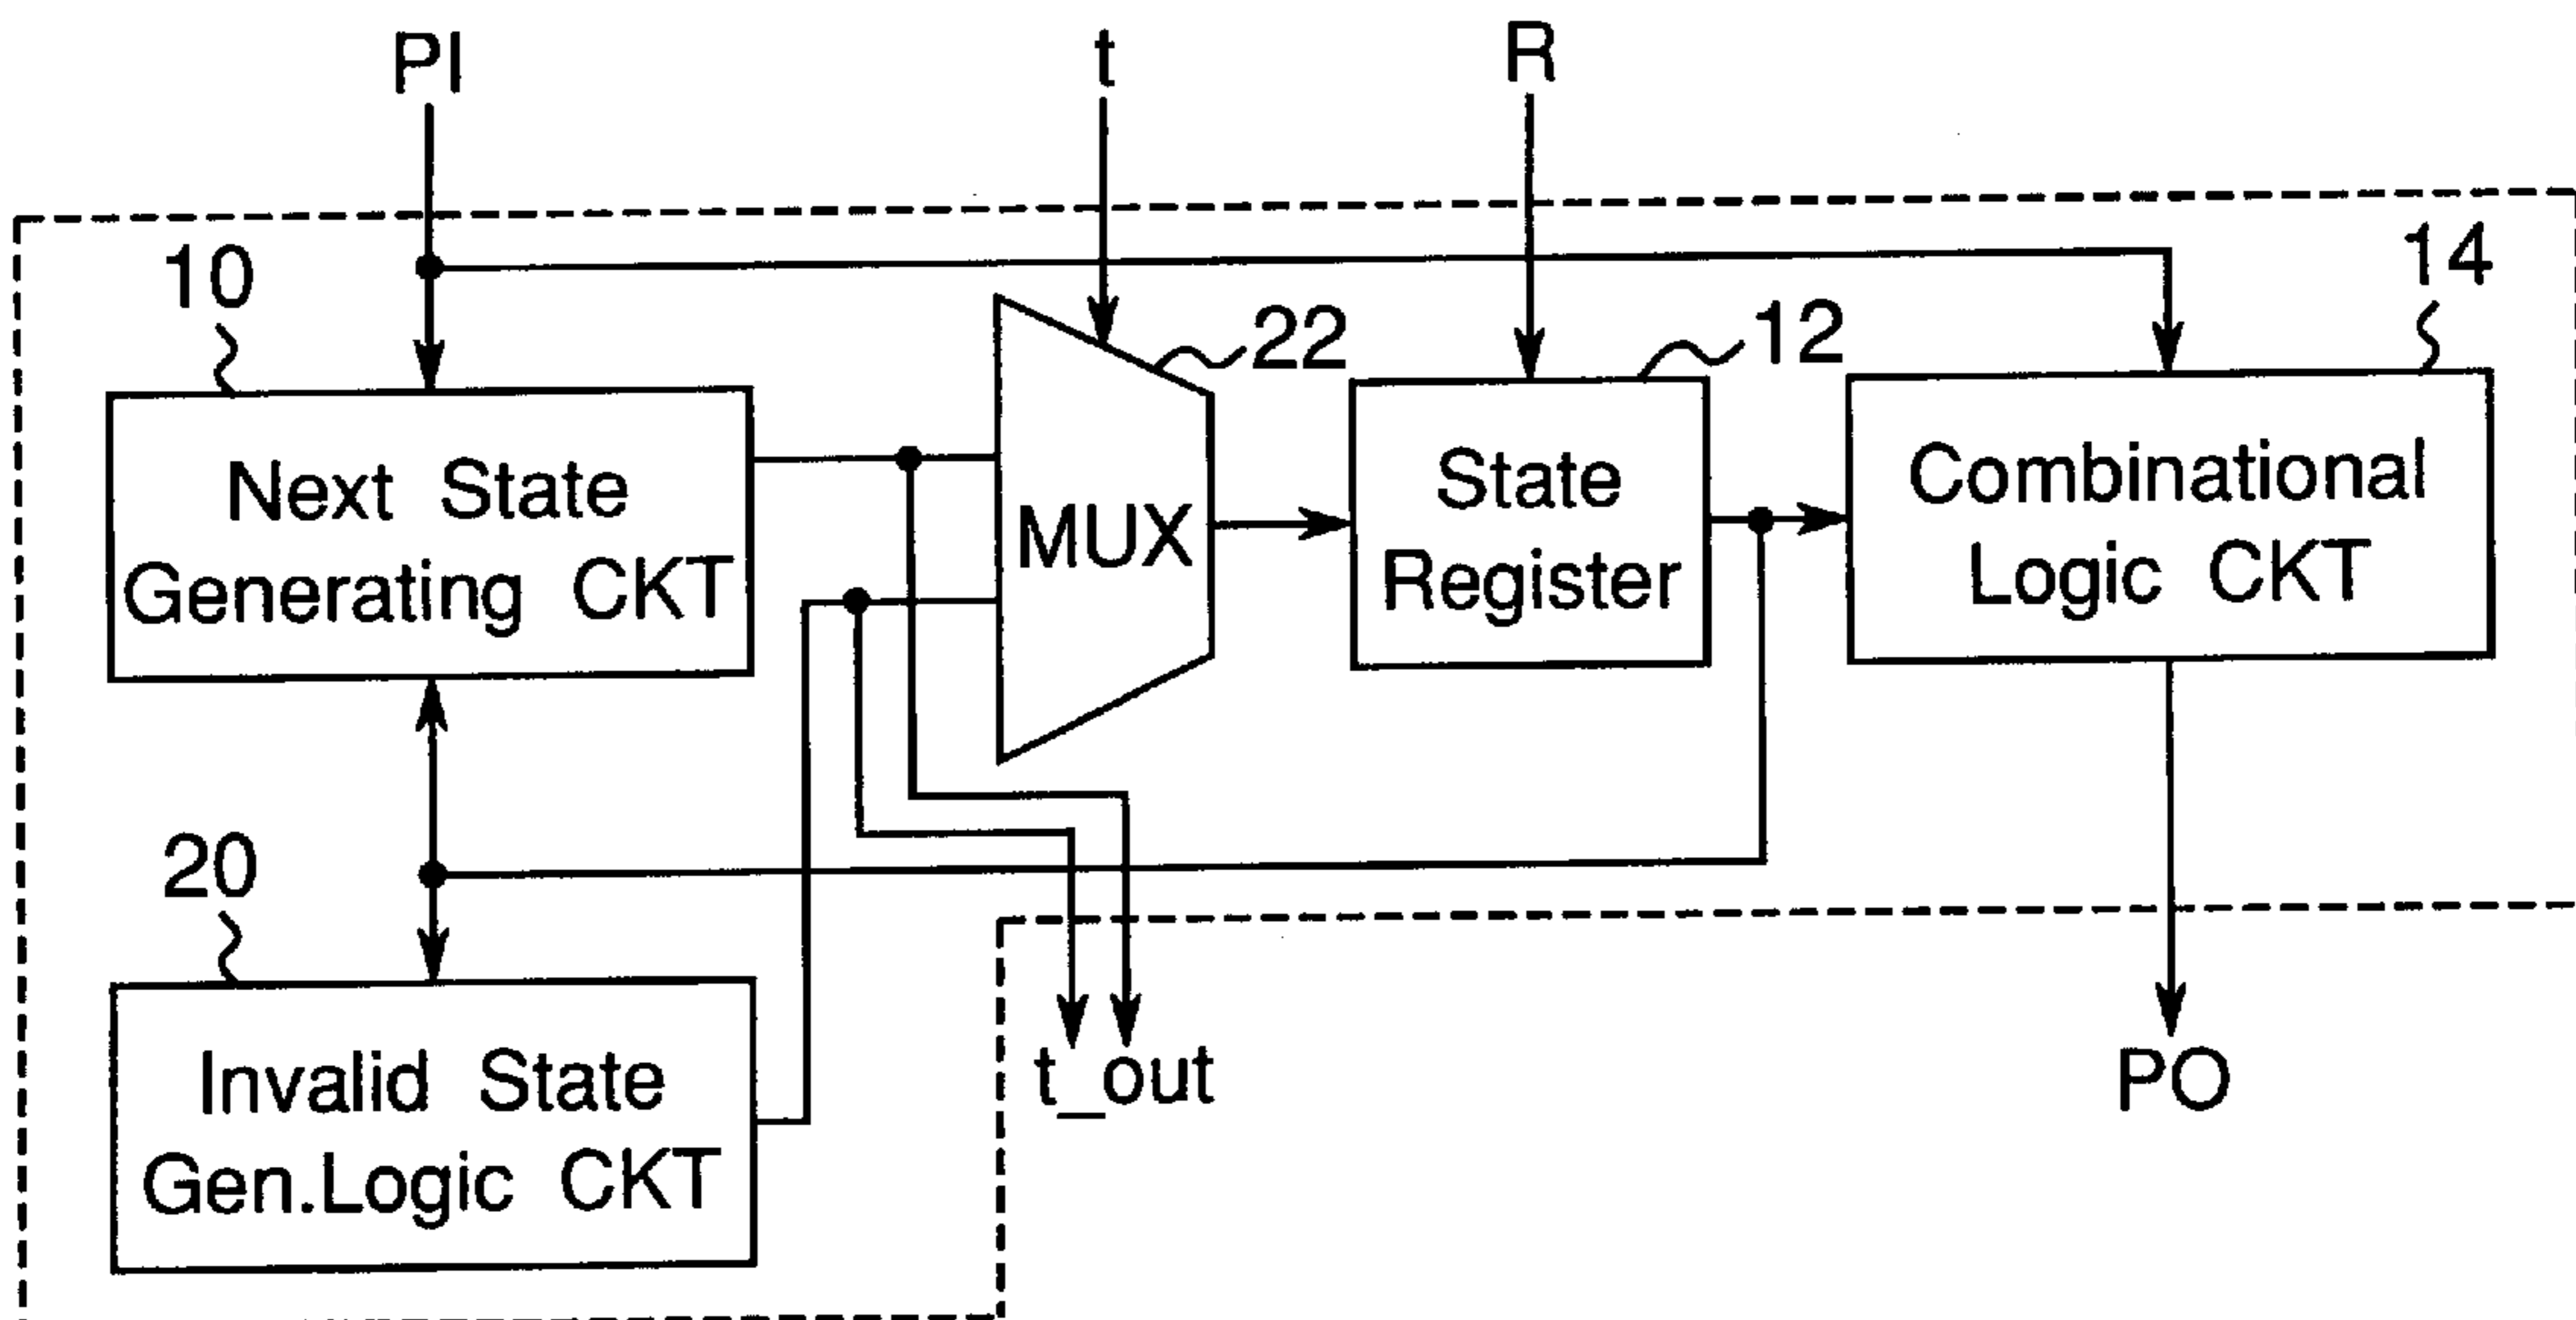 PI
t
R
10
22
12
14
Next State
Generating CKT
MUX
State
Register
Combinational
Logic CKT
20
Invalid State
Gen.Logic CKT
t_out
PO